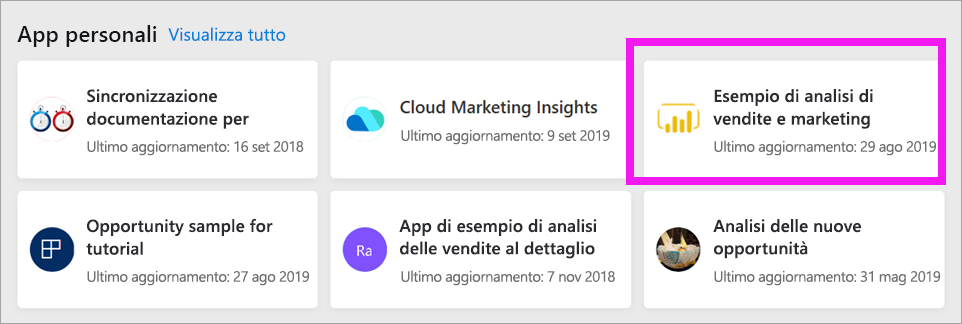 App personali Visualizza tutto
Sincronizzazione
documentazione per
Ultimo aggiornamento: 16 set 2018
Cloud Marketing Insights
Ultimo aggiornamento: 9 set 2019
Esempio di analisi di
vendite e marketing
Ultimo aggiornamento: 29 ago 2019
Opportunity sample for
tutorial
Ultimo aggiornamento: 27 ago 2019
Ra
App di esempio di analisi
delle vendite al dettaglio
Ultimo aggiornamento: 7 nov 2018
Analisi delle nuove
opportunità
Ultimo aggiornamento: 31 mag 2019